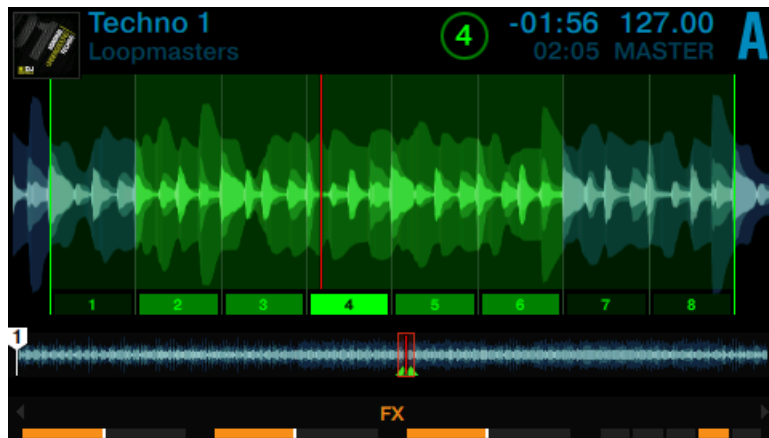 Techno 1
Loopmasters
4
-01:56 127.00
02:05 MASTER
A
1 2 3 4 5 6 7 8
1
FX